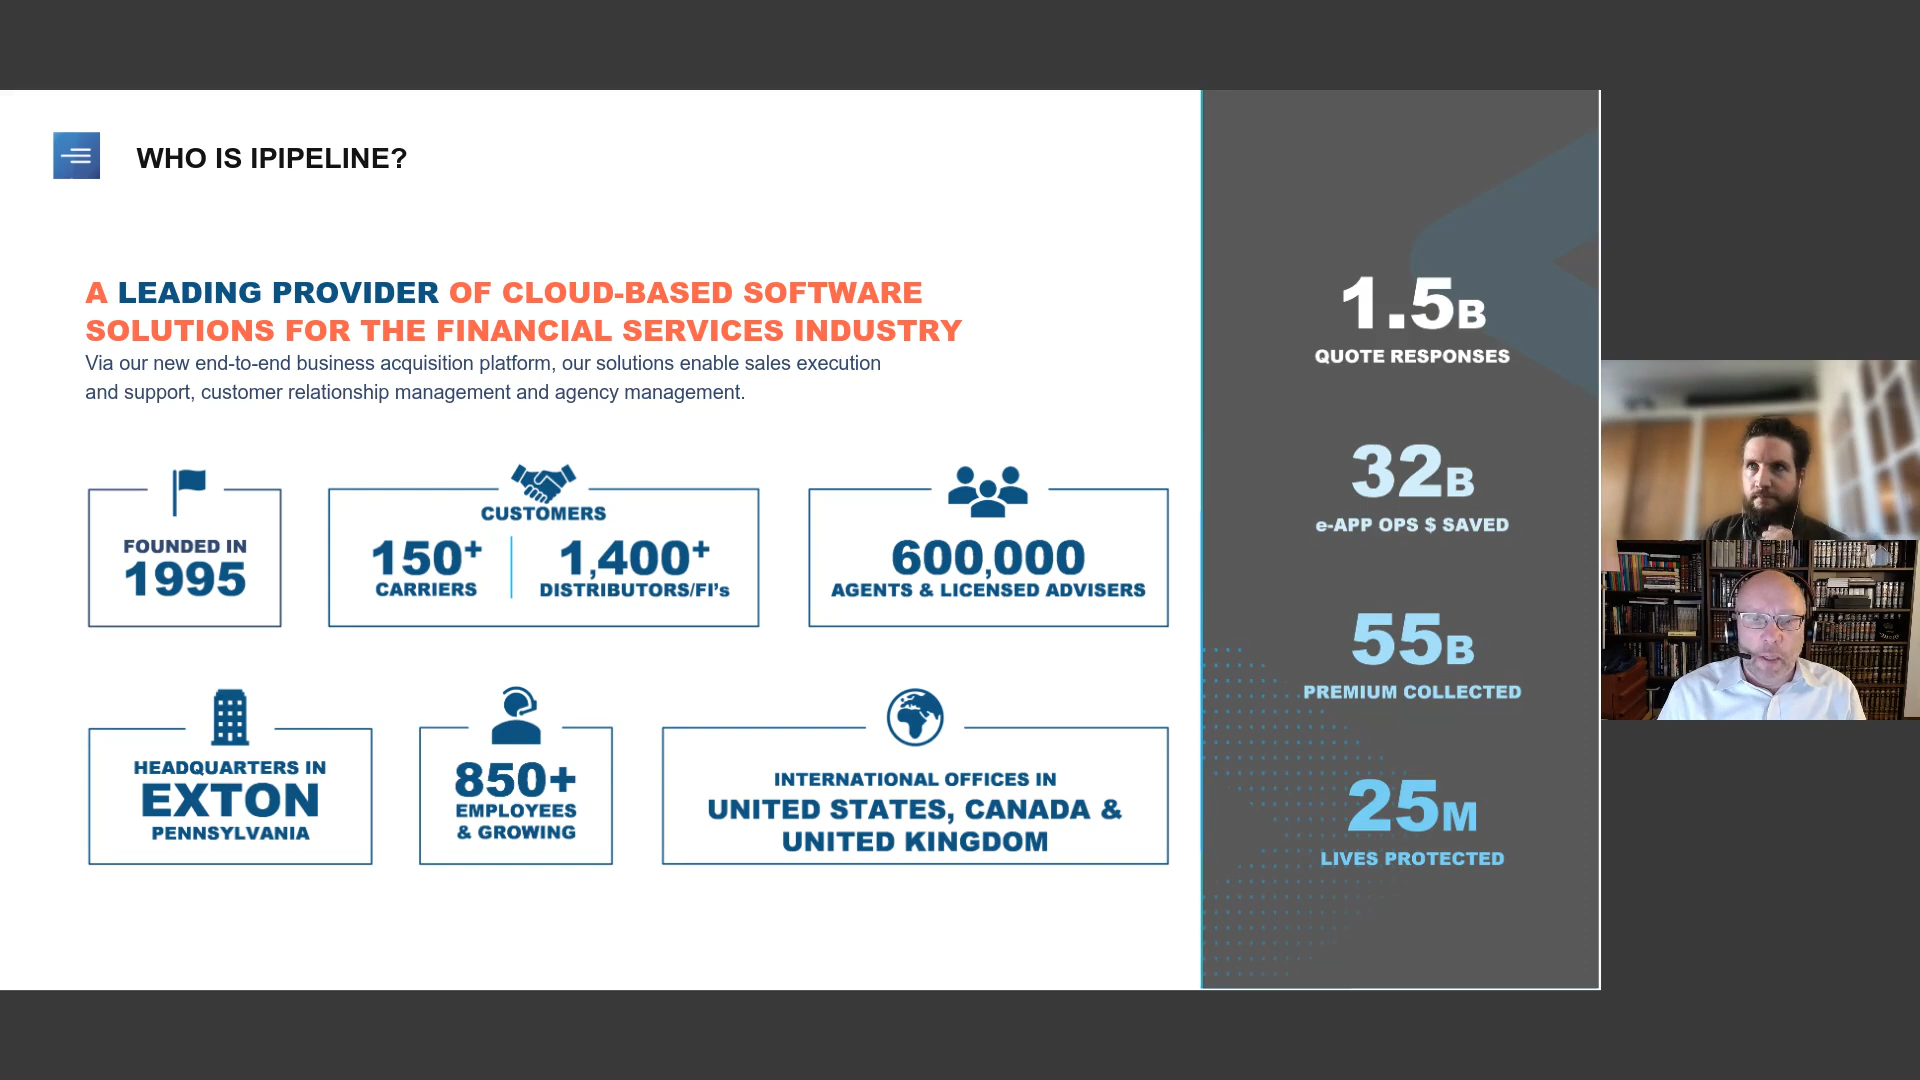 WHO IS IPIPELINE?
A LEADING PROVIDER OF CLOUD-BASED SOFTWARE
SOLUTIONS FOR THE FINANCIAL SERVICES INDUSTRY
Via our new end-to-end business acquisition platform, our solutions enable sales execution
and support, customer relationship management and agency management.
FOUNDED IN
1995
CUSTOMERS
150+
CARRIERS
1,400+
DISTRIBUTORS/FI's
600,000
AGENTS & LICENSED ADVISERS
HEADQUARTERS IN
EXTON
PENNSYLVANIA
850+
EMPLOYEES
& GROWING
INTERNATIONAL OFFICES IN
UNITED STATES, CANADA &
UNITED KINGDOM
1.5B
QUOTE RESPONSES
32B
e-APP OPS $ SAVED
55B
PREMIUM COLLECTED
25M
LIVES PROTECTED